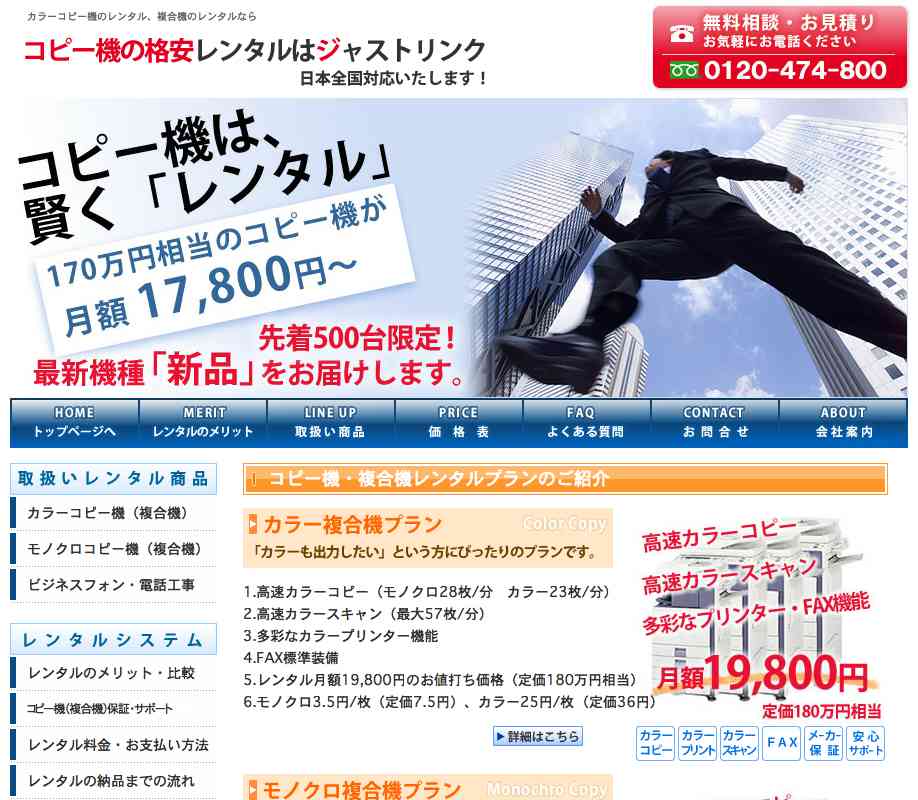 カラーコピー機のレンタル、複合機のレンタルなら
コピー機の格安レンタルはジャストリンク
日本全国対応いたします！
無料相談・お見積り
お気軽にお電話ください
0120-474-800
コピー機は、
賢く「レンタル」
170万円相当のコピー機が
月額 17,800円～
先着500台限定！
最新機種「新品」をお届けします。
HOME MERIT LINE UP PRICE FAQ CONTACT ABOUT
トップページへ レンタルのメリット 取扱い商品 価格表 よくある質問 お問合せ 会社案内
取扱いレンタル商品
カラーコピー機（複合機）
モノクロコピー機（複合機）
ビジネスフォン・電話工事
レンタルシステム
レンタルのメリット・比較
コピー機（複合機）保証・サポート
レンタル料金・お支払い方法
レンタルの納品までの流れ
コピー機・複合機レンタルプランのご紹介
カラー複合機プラン Color Copy
「カラーも出力したい」という方にぴったりのプランです。
1.高速カラーコピー（モノクロ28枚/分　カラー23枚/分）
2.高速カラースキャン（最大57枚/分）
3.多彩なカラープリンター機能
4.FAX標準装備
5.レンタル月額19,800円のお値打ち価格（定価180万円相当）
6.モノクロ3.5円/枚（定価7.5円）、カラー25円/枚（定価36円）
詳細はこちら
高速カラーコピー
高速カラースキャン
多彩なプリンター・FAX機能
月額19,800円
定価180万円相当
カラーコピー カラープリント カラースキャン FAX メーカー保証 安心サポート
モノクロ複合機プラン Monochro Copy